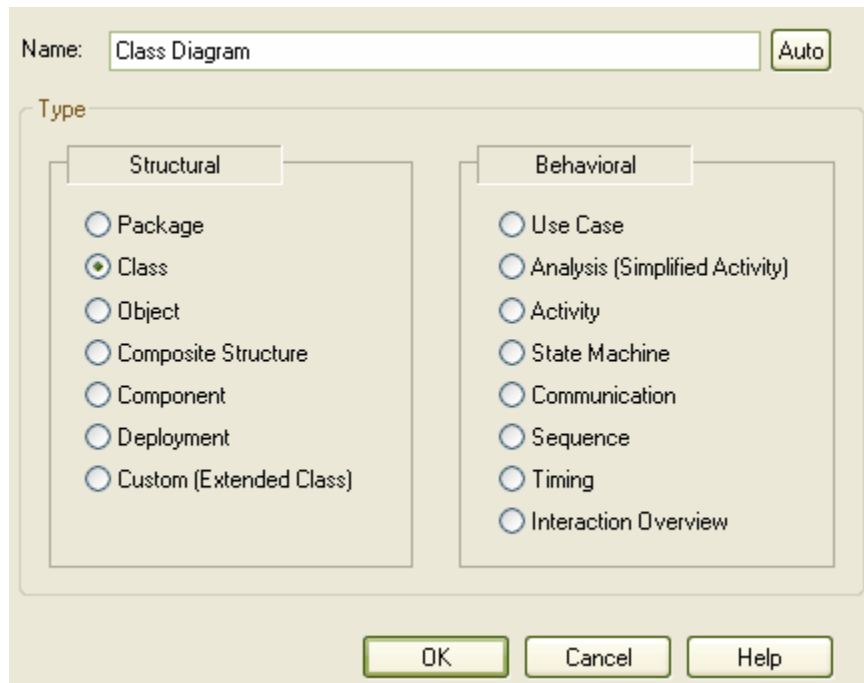 Name: Class Diagram Auto
Type
Structural
Package
Class
Object
Composite Structure
Component
Deployment
Custom (Extended Class)
Behavioral
Use Case
Analysis (Simplified Activity)
Activity
State Machine
Communication
Sequence
Timing
Interaction Overview
OK Cancel Help